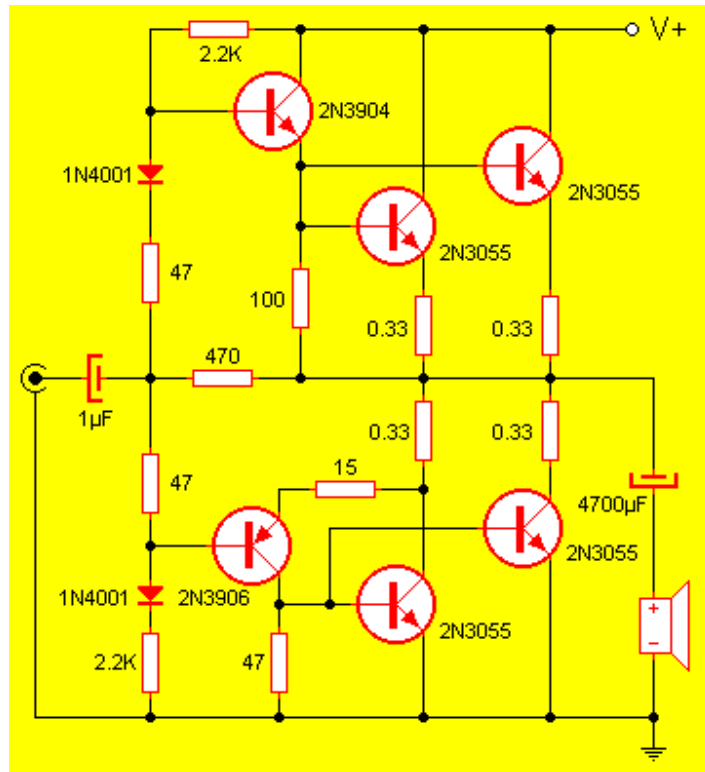 V+
2.2K
2N3904
1N4001
2N3055
2N3055
47
100
0.33
0.33
470
1µF
0.33
0.33
47
15
4700µF
2N3055
1N4001
2N3906
2N3055
+
2.2K
47
−